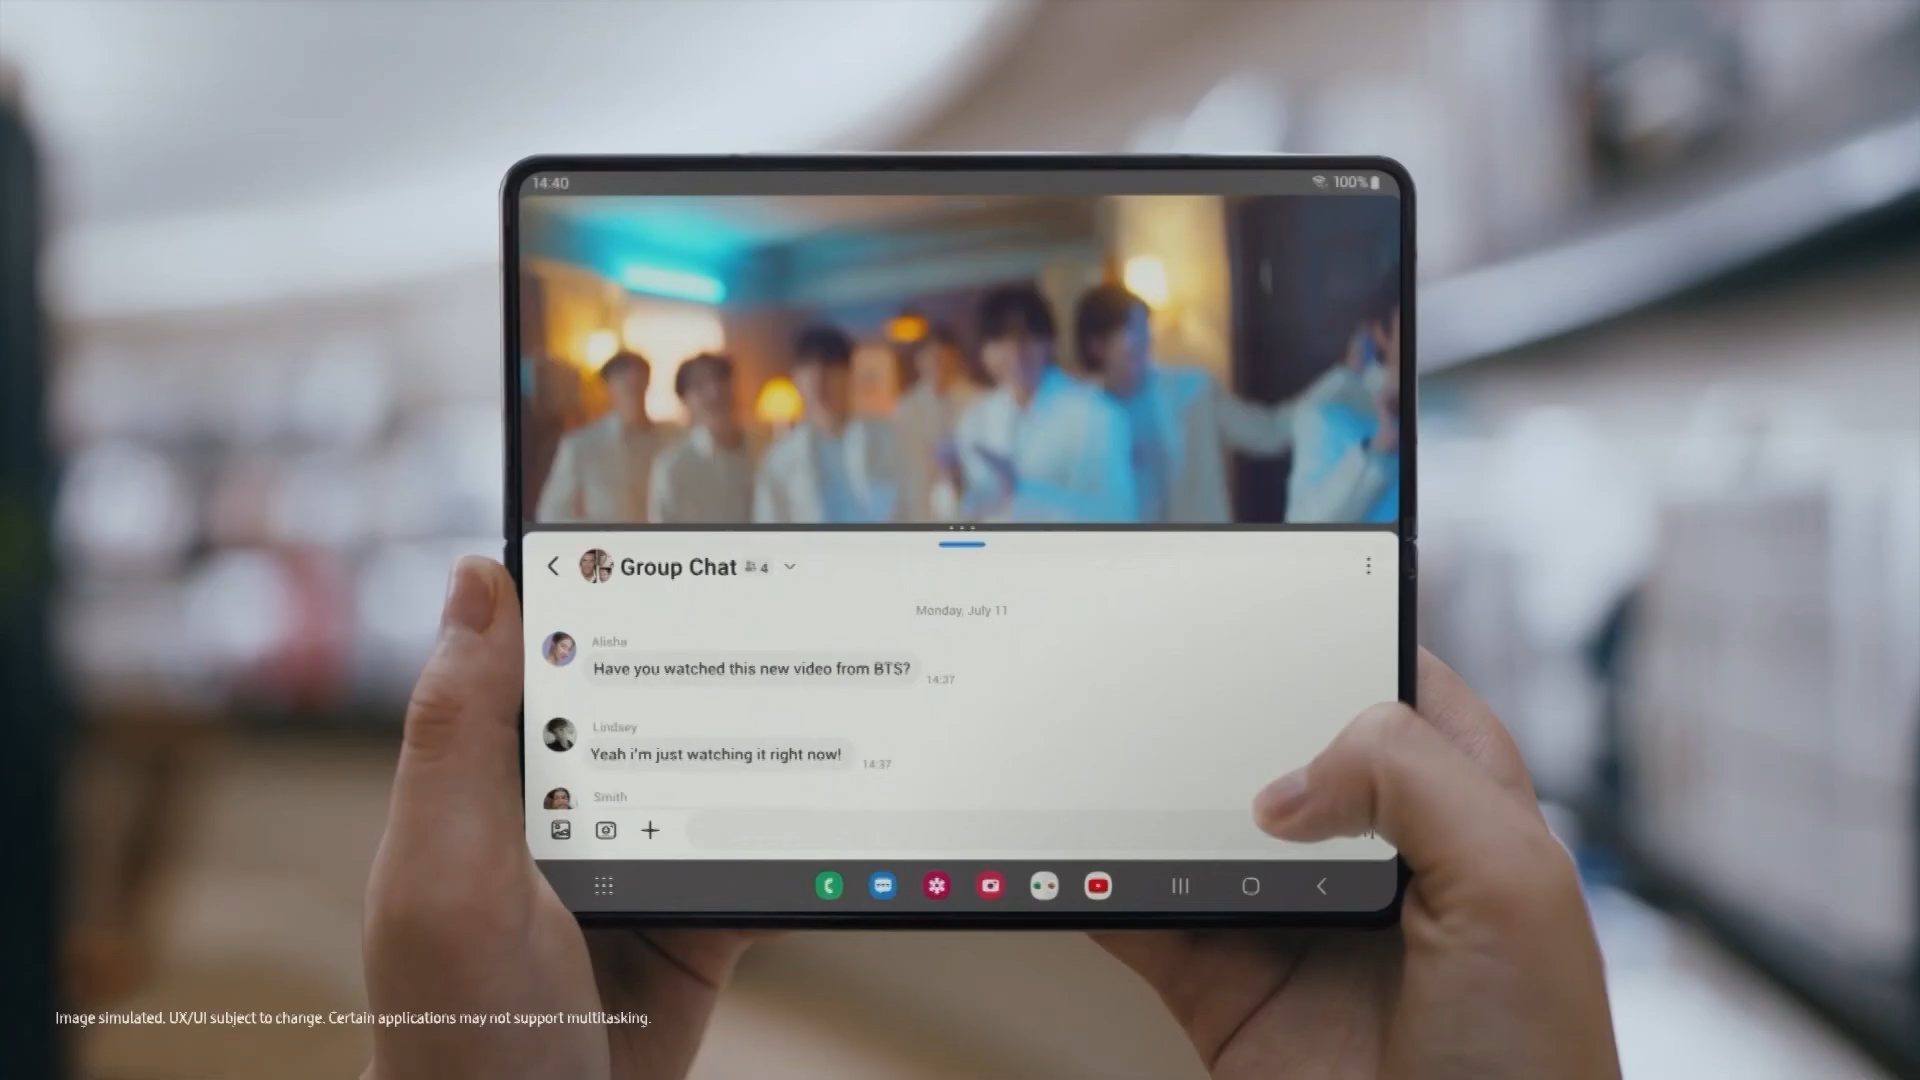 14:40
100%
Group Chat 4
Monday, July 11
Alisha
Have you watched this new video from BTS?
14:37
Lindsey
Yeah i'm just watching it right now!
14:37
Smith
Image simulated. UX/UI subject to change. Certain applications may not support multitasking.